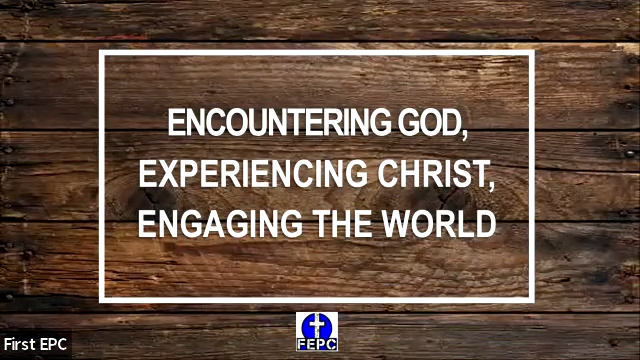 ENCOUNTERING GOD,
EXPERIENCING CHRIST,
ENGAGING THE WORLD
First EPC
FEPC